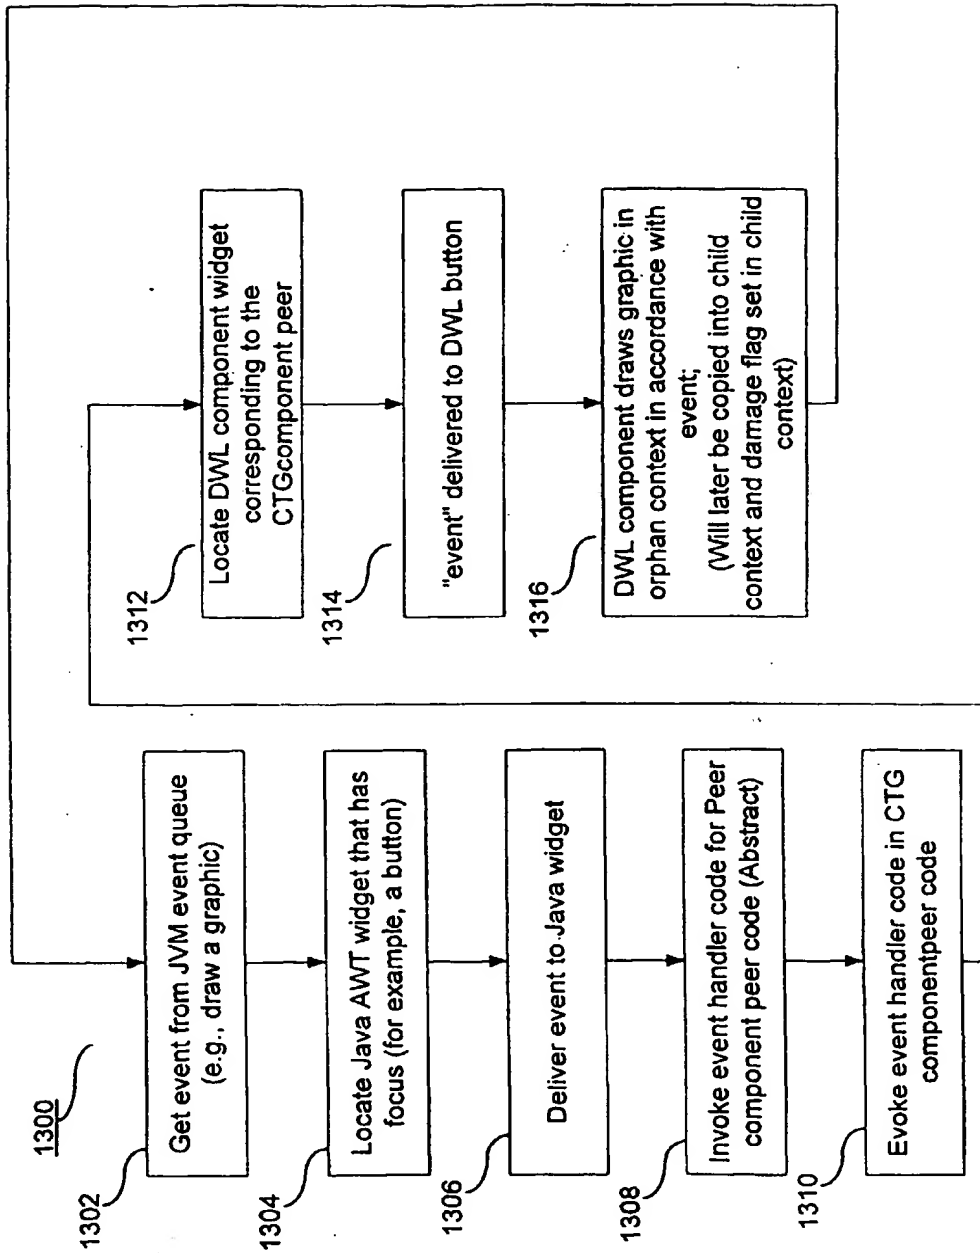 1300
1302
Get event from JVM event queue
(e.g., draw a graphic)
1304
Locate Java AWT widget that has
focus (for example, a button)
1306
Deliver event to Java widget
1308
Invoke event handler code for Peer
component peer code (Abstract)
1310
Evoke event handler code in CTG
componentpeer code
1312
Locate DWL component widget
corresponding to the
CTGcomponent peer
1314
"event" delivered to DWL button
1316
DWL component draws graphic in
orphan context in accordance with
event;
(Will later be copied into child
context and damage flag set in child
context)